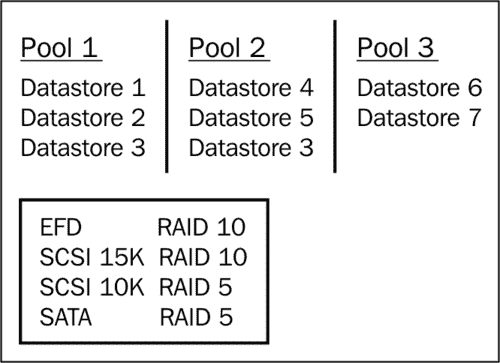 Pool 1
Datastore 1
Datastore 2
Datastore 3
Pool 2
Datastore 4
Datastore 5
Datastore 3
Pool 3
Datastore 6
Datastore 7
EFD RAID 10
SCSI 15K RAID 10
SCSI 10K RAID 5
SATA RAID 5